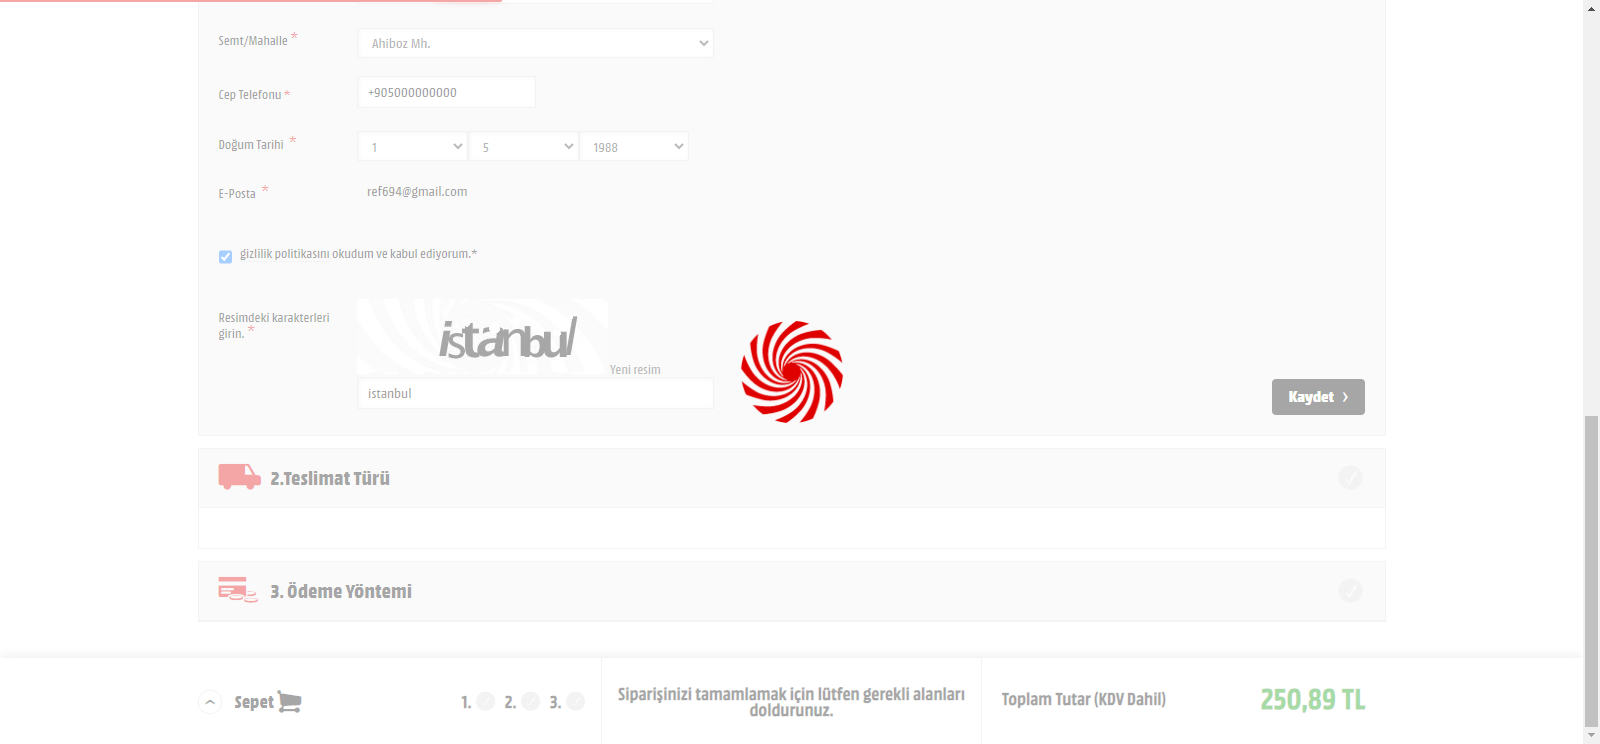 Semt/Mahalle *
Ahiboz Mh.
Cep Telefonu *
+905000000000
Doğum Tarihi *
1 5 1988
E-Posta *
ref694@gmail.com
gizlilik politikasını okudum ve kabul ediyorum.*
Resimdeki karakterleri
girin. *
istanbul
Yeni resim
istanbul
Kaydet ›
2.Teslimat Türü
3. Ödeme Yöntemi
Sepet
1. 2. 3.
Siparişinizi tamamlamak için lütfen gerekli alanları
doldurunuz.
Toplam Tutar (KDV Dahil)
250,89 TL